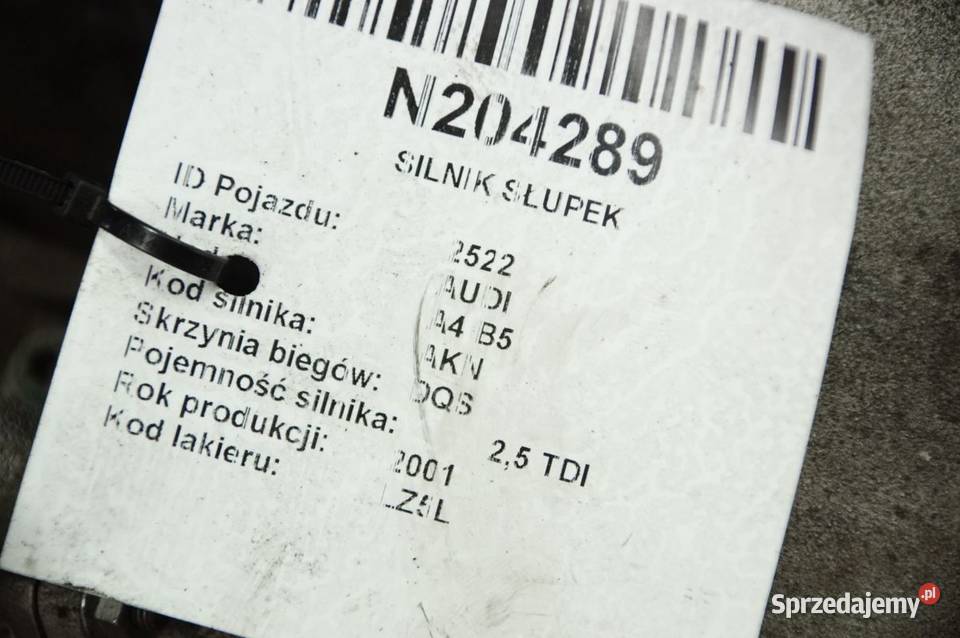 N204289
SILNIK SŁUPEK
ID Pojazdu: 2522
Marka: AUDI
A4 B5
Kod silnika: AKN
Skrzynia biegów: DQS
Pojemność silnika: 2,5 TDI
Rok produkcji: 2001
Kod lakieru: LZ5L
Sprzedajemy.pl